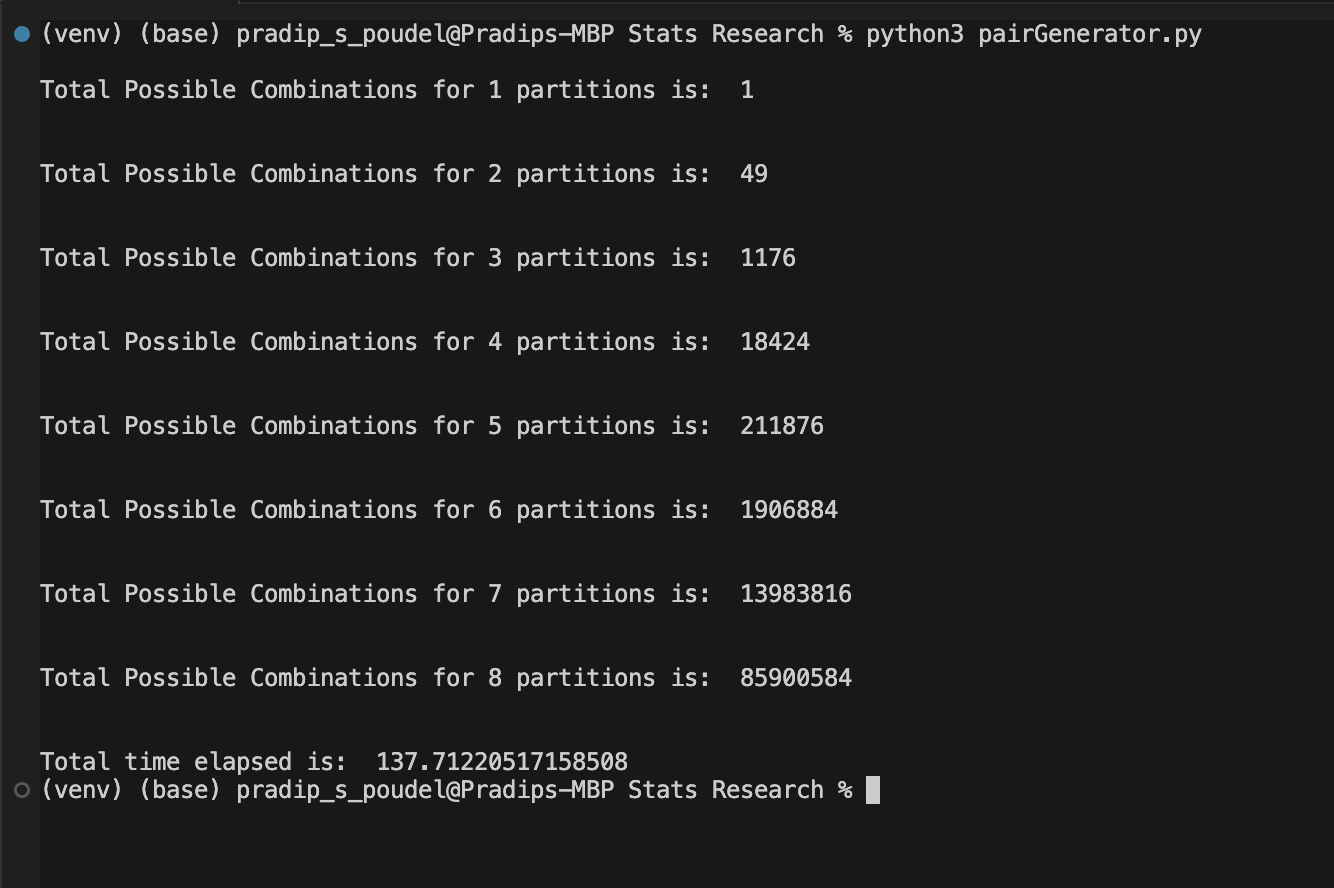 (venv) (base) pradip_s_poudel@Pradips-MBP Stats Research % python3 pairGenerator.py
Total Possible Combinations for 1 partitions is:  1
Total Possible Combinations for 2 partitions is:  49
Total Possible Combinations for 3 partitions is:  1176
Total Possible Combinations for 4 partitions is:  18424
Total Possible Combinations for 5 partitions is:  211876
Total Possible Combinations for 6 partitions is:  1906884
Total Possible Combinations for 7 partitions is:  13983816
Total Possible Combinations for 8 partitions is:  85900584
Total time elapsed is:  137.71220517158508
(venv) (base) pradip_s_poudel@Pradips-MBP Stats Research %